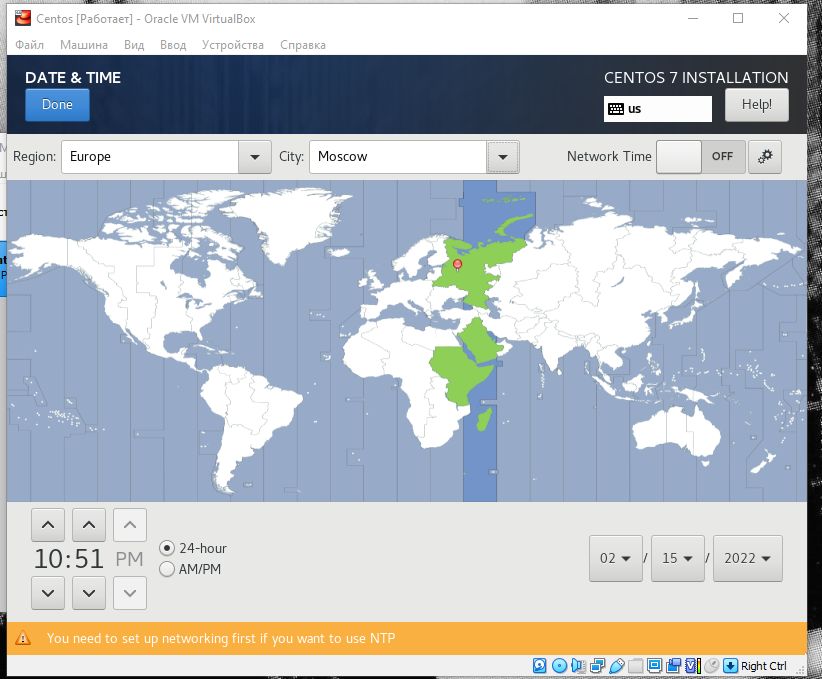 Centos [Работает] - Oracle VM VirtualBox
Файл Машина Вид Ввод Устройства Справка
DATE & TIME
CENTOS 7 INSTALLATION
Done
us
Help!
Region:
Europe
City:
Moscow
Network Time
OFF
10:51 PM
24-hour
AM/PM
02 / 15 / 2022
You need to set up networking first if you want to use NTP
Right Ctrl